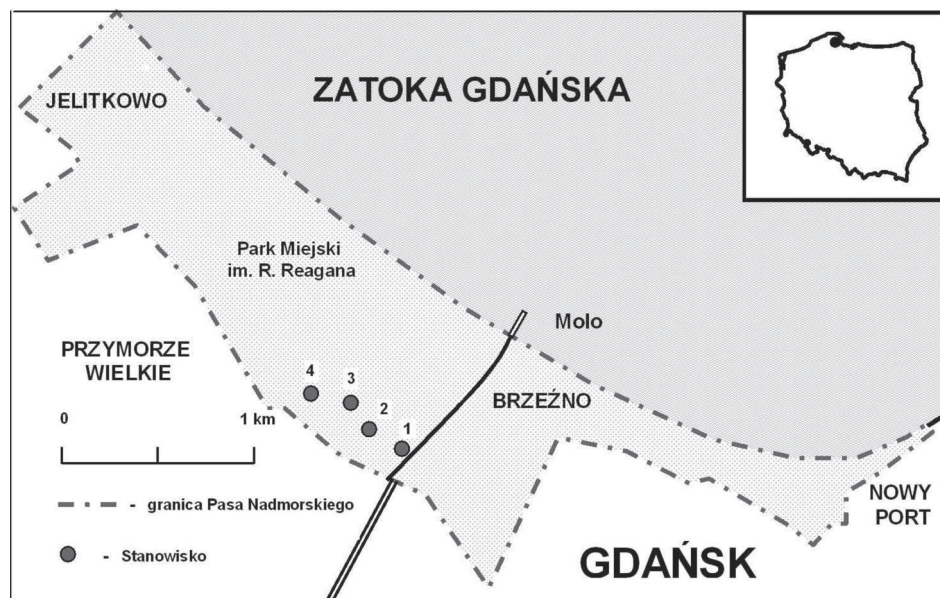 ZATOKA GDAŃSKA
JELITKOWO
Park Miejski
im. R. Reagana
Molo
PRZYMORZE
WIELKIE
4
3
2
1
BRZEŹNO
0
1 km
- granica Pasa Nadmorskiego
- Stanowisko
NOWY
PORT
GDAŃSK